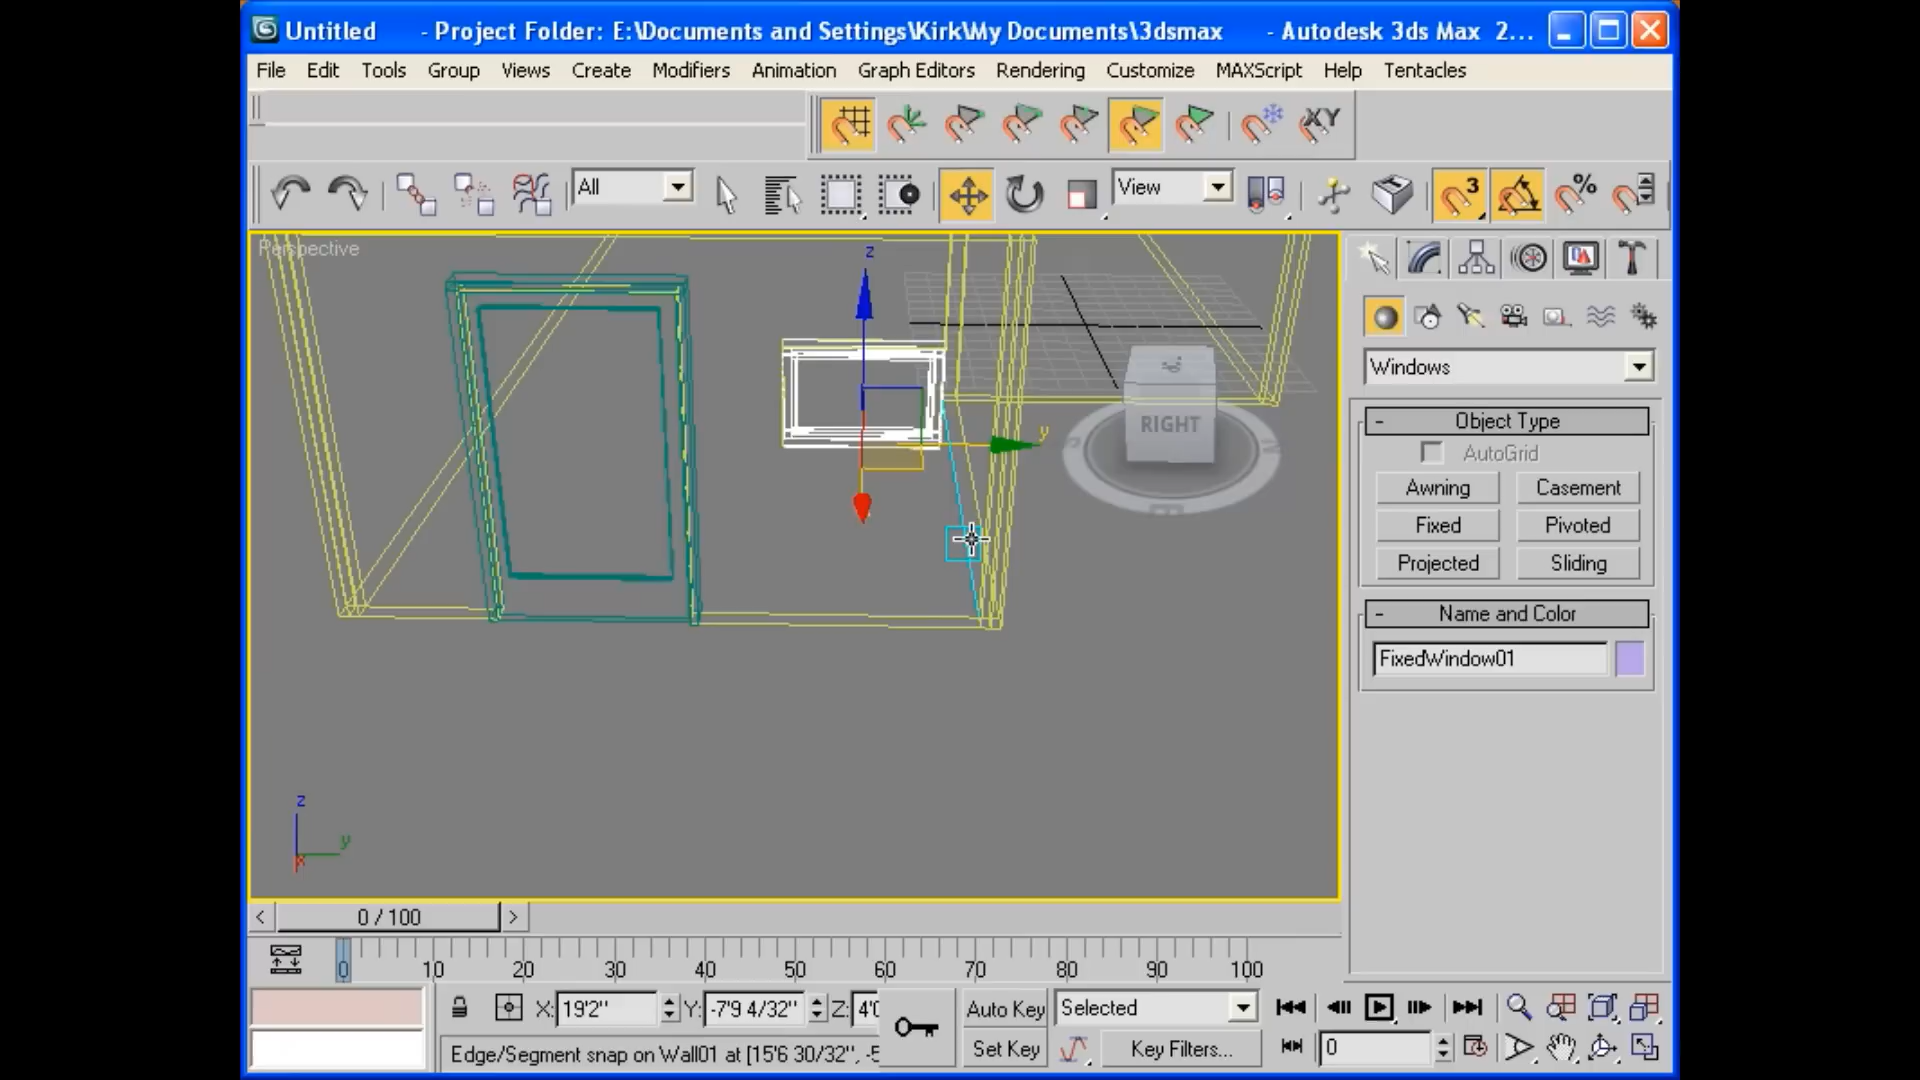 Untitled - Project Folder: E:\Documents and Settings\Kirk\My Documents\3dsmax - Autodesk 3ds Max 2...
File Edit Tools Group Views Create Modifiers Animation Graph Editors Rendering Customize MAXScript Help Tentacles
XY
All View 3 %
Perspective
z
y
RIGHT
Windows
- Object Type
AutoGrid
Awning Casement
Fixed Pivoted
Projected Sliding
- Name and Color
FixedWindow01
z
y
x
< 0 / 100 >
0 10 20 30 40 50 60 70 80 90 100
X: 19'2" Y: -7'9 4/32" Z: 4'0 Auto Key Selected
Edge/Segment snap on Wall01 at [15'6 30/32", -5 Set Key Key Filters... 0